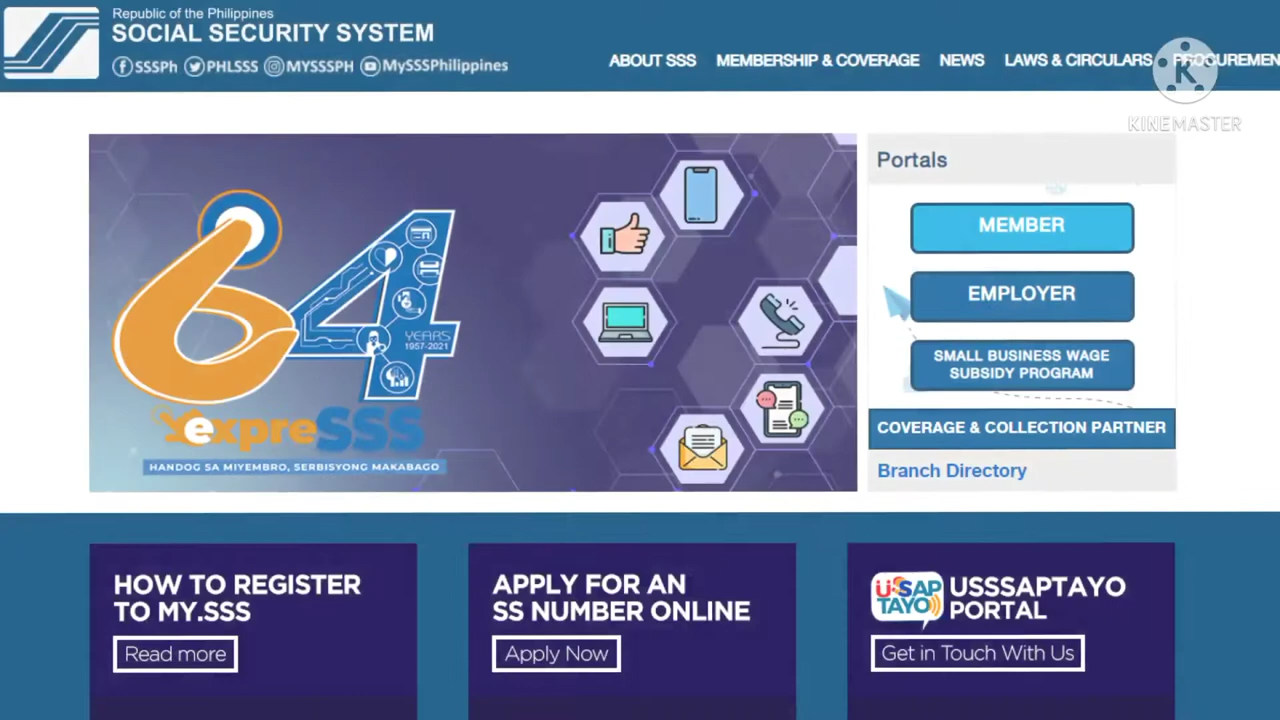 Republic of the Philippines
SOCIAL SECURITY SYSTEM
SSSPh PHLSSS MYSSSPH MySSSPhilippines
ABOUT SSS MEMBERSHIP & COVERAGE NEWS LAWS & CIRCULARS PROCUREMEN
KINEMASTER
K
64
YEARS
1957-2021
expreSSS
HANDOG SA MIYEMBRO, SERBISYONG MAKABAGO
Portals
MEMBER
EMPLOYER
SMALL BUSINESS WAGE
SUBSIDY PROGRAM
COVERAGE & COLLECTION PARTNER
Branch Directory
HOW TO REGISTER
TO MY.SSS
Read more
APPLY FOR AN
SS NUMBER ONLINE
Apply Now
USSAP
TAYO
USSSAPTAYO
PORTAL
Get in Touch With Us